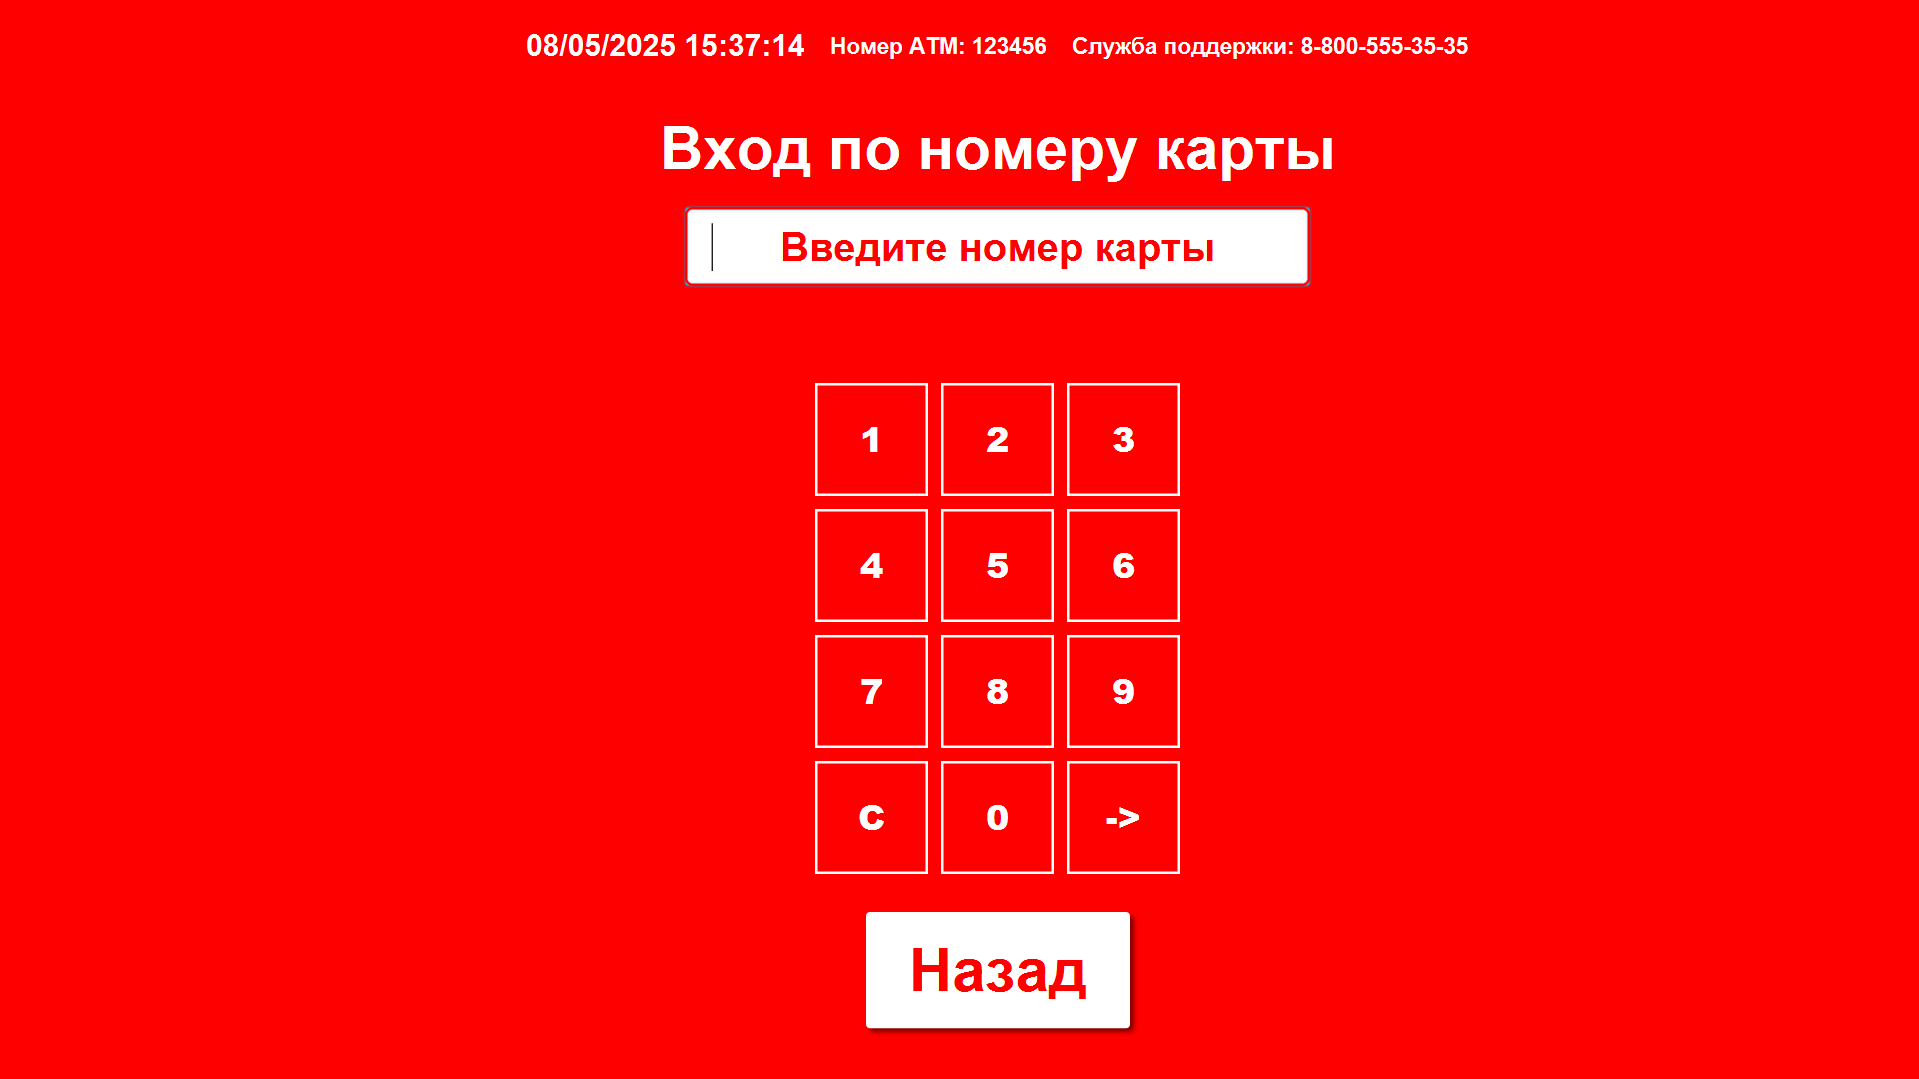 08/05/2025 15:37:14 Номер АТМ: 123456 Служба поддержки: 8-800-555-35-35
Вход по номеру карты
Введите номер карты
1 2 3
4 5 6
7 8 9
C 0 ->
Назад